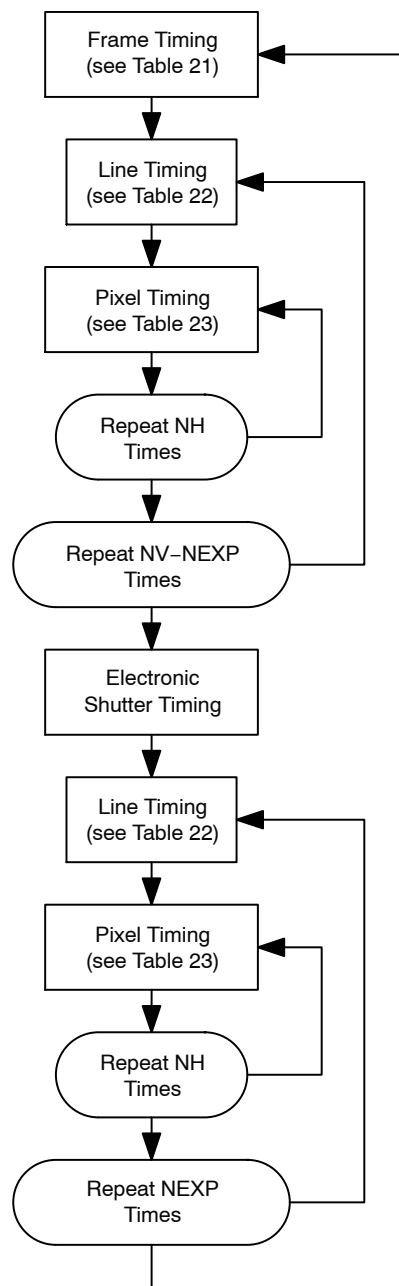 Frame Timing
(see Table 21)
Line Timing
(see Table 22)
Pixel Timing
(see Table 23)
Repeat NH
Times
Repeat NV−NEXP
Times
Electronic
Shutter Timing
Line Timing
(see Table 22)
Pixel Timing
(see Table 23)
Repeat NH
Times
Repeat NEXP
Times